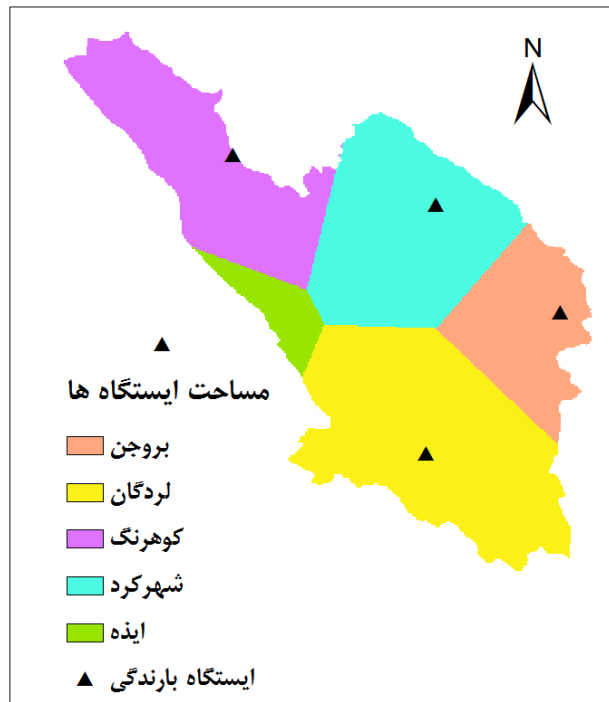 N
مساحت ایستگاه ها
بروجن
لردگان
کوهرنگ
شهرکرد
ایذه
ایستگاه بارندگی